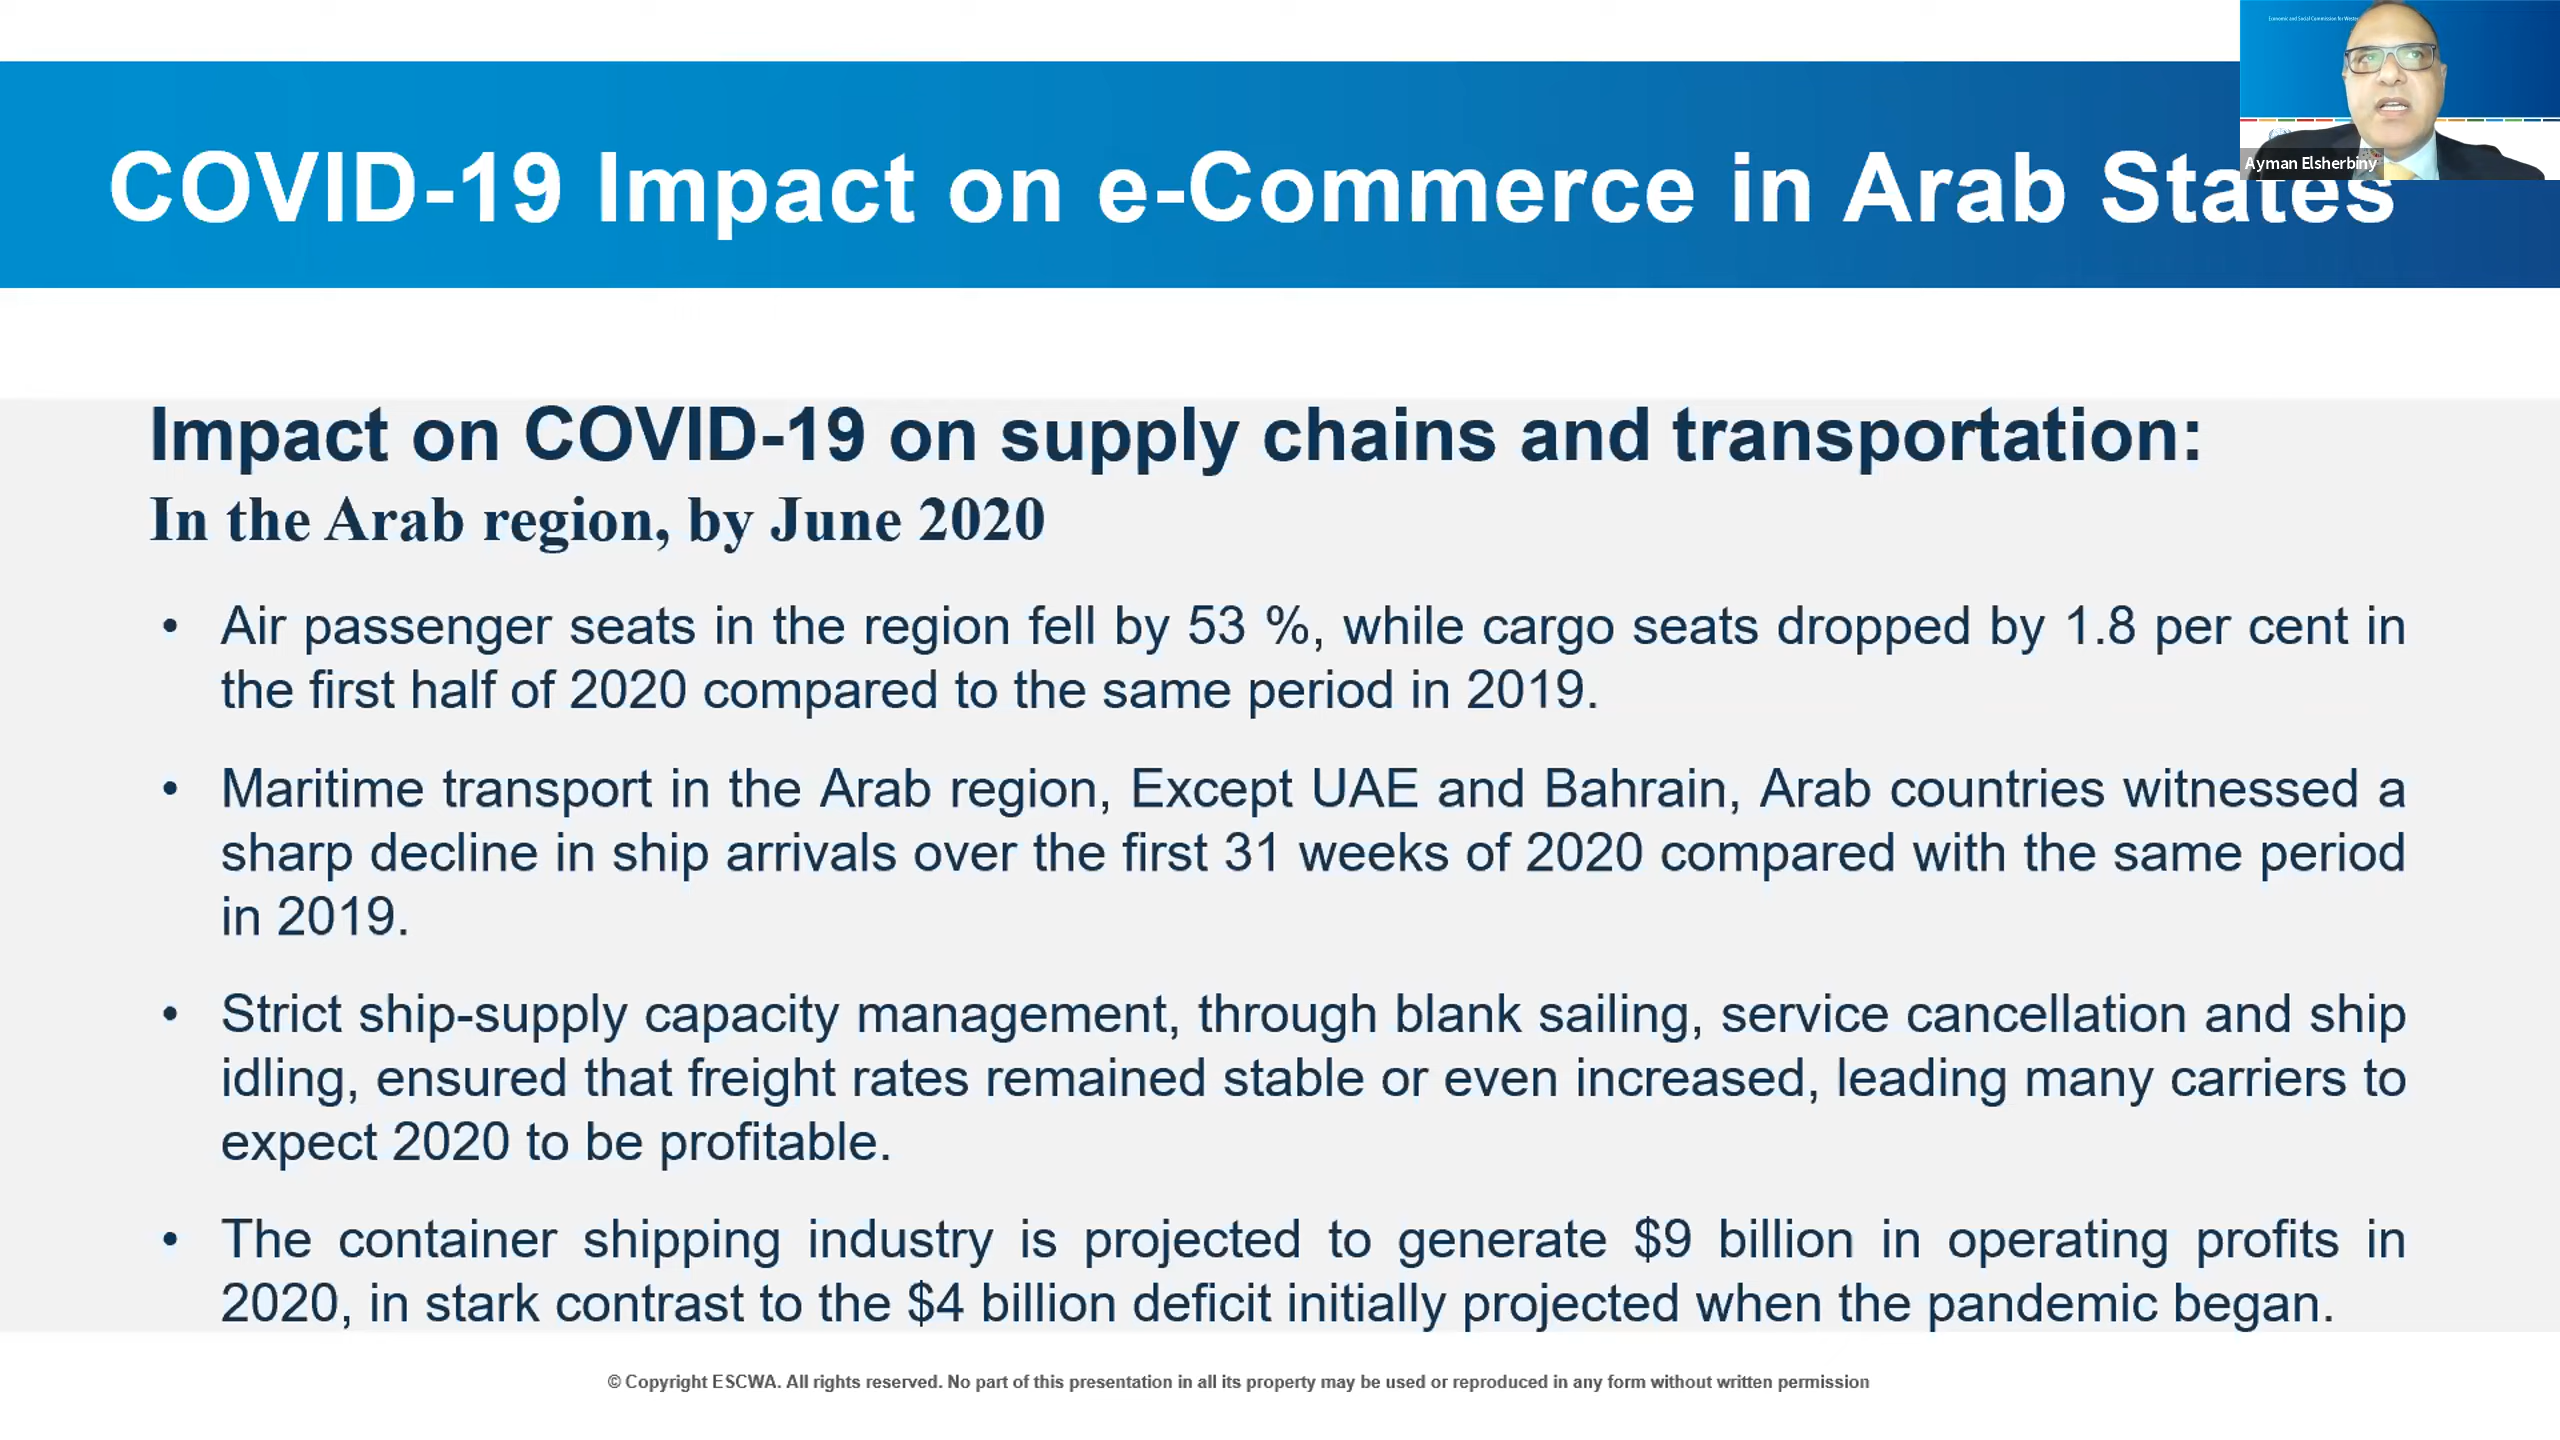 Economic and Social Commission for Wester
Ayman Elsherbiny
COVID-19 Impact on e-Commerce in Arab States
Impact on COVID-19 on supply chains and transportation:
In the Arab region, by June 2020
• Air passenger seats in the region fell by 53 %, while cargo seats dropped by 1.8 per cent in
the first half of 2020 compared to the same period in 2019.
• Maritime transport in the Arab region, Except UAE and Bahrain, Arab countries witnessed a
sharp decline in ship arrivals over the first 31 weeks of 2020 compared with the same period
in 2019.
• Strict ship-supply capacity management, through blank sailing, service cancellation and ship
idling, ensured that freight rates remained stable or even increased, leading many carriers to
expect 2020 to be profitable.
• The container shipping industry is projected to generate $9 billion in operating profits in
2020, in stark contrast to the $4 billion deficit initially projected when the pandemic began.
© Copyright ESCWA. All rights reserved. No part of this presentation in all its property may be used or reproduced in any form without written permission